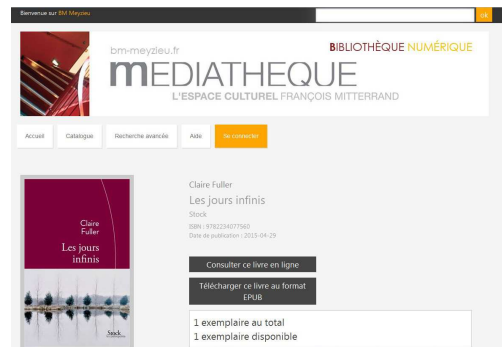 Bienvenue sur BM Meyzieu
ok
bm-meyzieu.fr
BIBLIOTHÈQUE NUMÉRIQUE
mEDIATHEQUE
L'ESPACE CULTUREL FRANÇOIS MITTERRAND
Accueil
Catalogue
Recherche avancée
Aide
Se connecter
Claire
Fuller
Les jours
infinis
Stock
Claire Fuller
Les jours infinis
Stock
ISBN : 9782234077560
Date de publication : 2015-04-29
Consulter ce livre en ligne
Télécharger ce livre au format
EPUB
1 exemplaire au total
1 exemplaire disponible